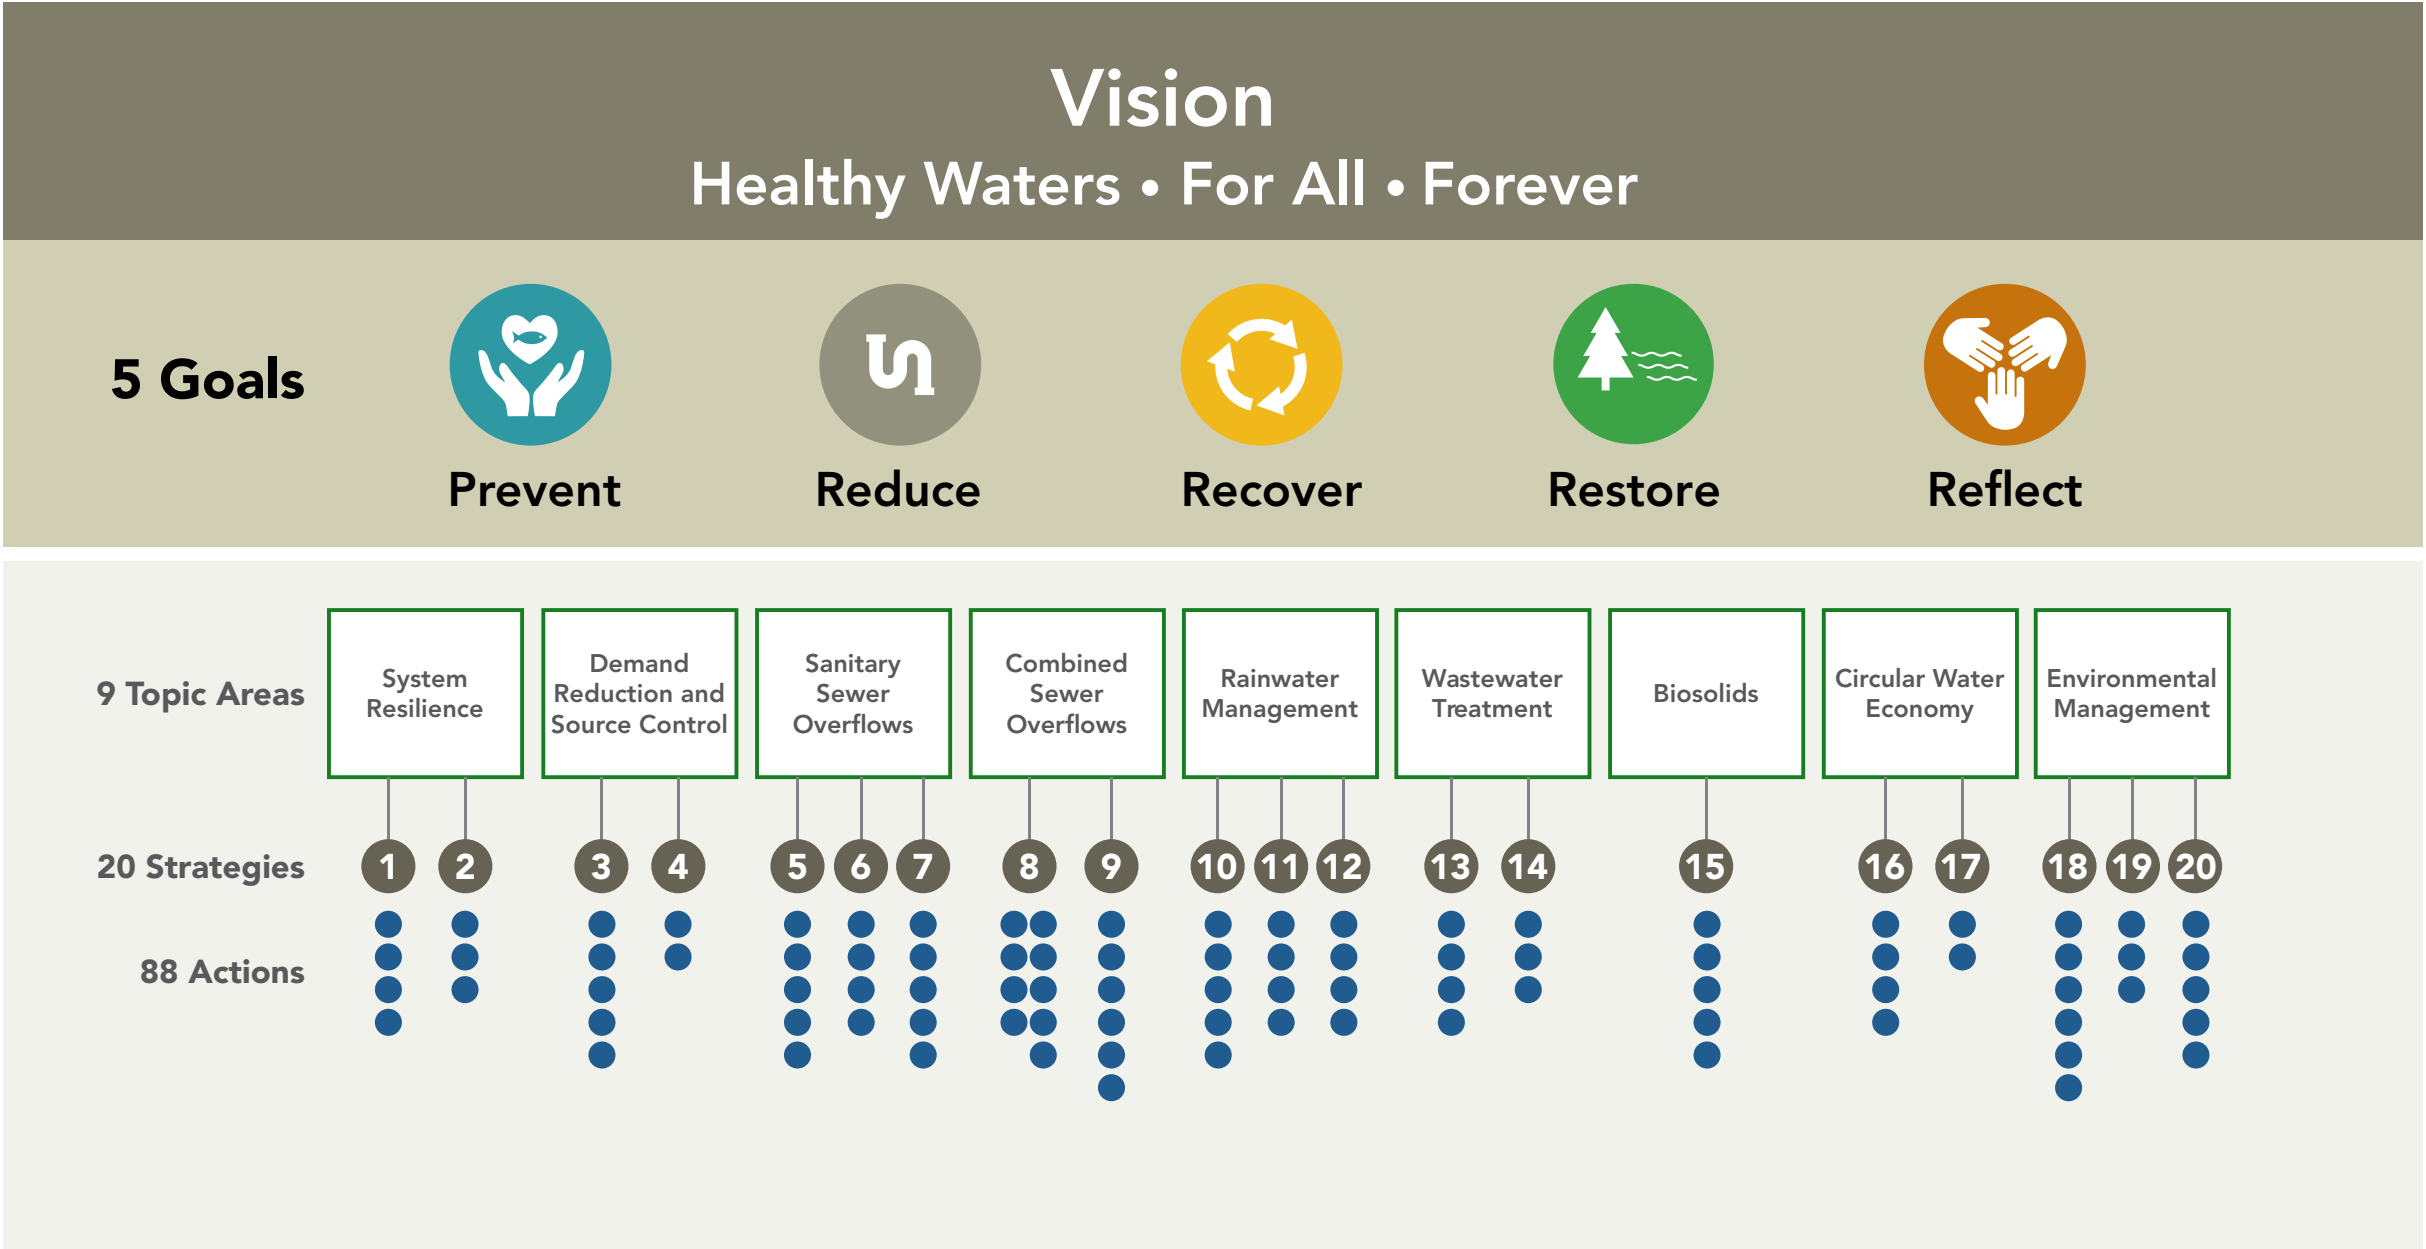 Vision
Healthy Waters • For All • Forever
5 Goals
Prevent
Reduce
Recover
Restore
Reflect
9 Topic Areas
System
Resilience
Demand
Reduction and
Source Control
Sanitary
Sewer
Overflows
Combined
Sewer
Overflows
Rainwater
Management
Wastewater
Treatment
Biosolids
Circular Water
Economy
Environmental
Management
20 Strategies
1 2 3 4 5 6 7 8 9 10 11 12 13 14 15 16 17 18 19 20
88 Actions